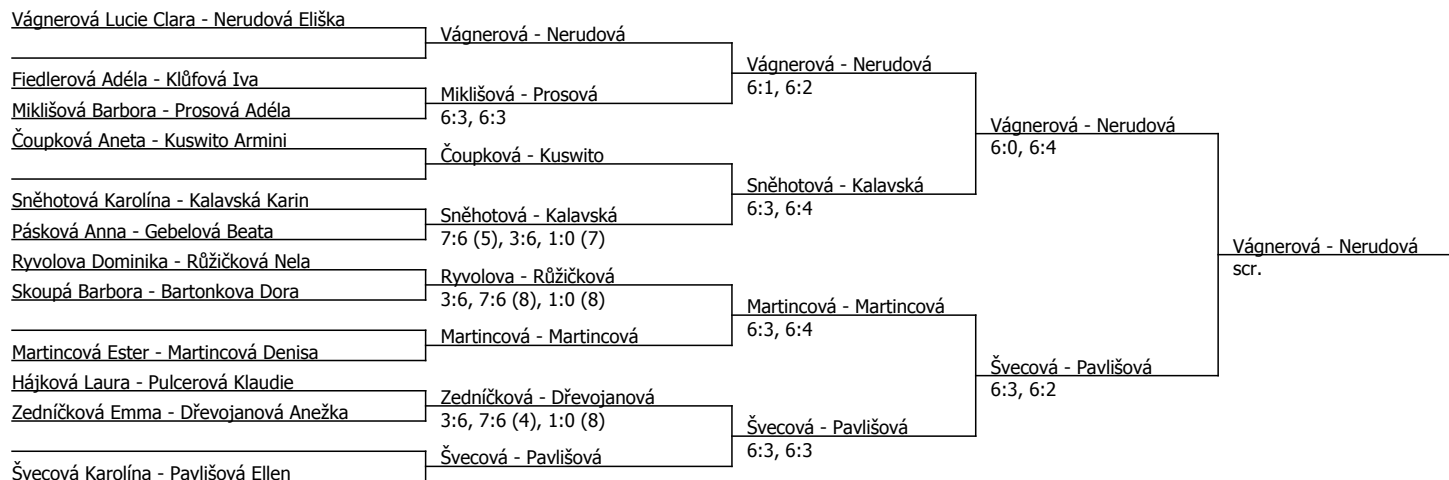 Vágnerová Lucie Clara - Nerudová Eliška
Fiedlerová Adéla - Klůfová Iva
Miklišová Barbora - Prosová Adéla
Čoupková Aneta - Kuswito Armini
Sněhotová Karolína - Kalavská Karin
Pásková Anna - Gebelová Beata
Ryvolova Dominika - Růžičková Nela
Skoupá Barbora - Bartonkova Dora
Martincová Ester - Martincová Denisa
Hájková Laura - Pulcerová Klaudie
Zedníčková Emma - Dřevojanová Anežka
Švecová Karolína - Pavlišová Ellen
Vágnerová - Nerudová
Miklišová - Prosová
6:3, 6:3
Čoupková - Kuswito
Sněhotová - Kalavská
7:6 (5), 3:6, 1:0 (7)
Ryvolova - Růžičková
3:6, 7:6 (8), 1:0 (8)
Martincová - Martincová
Zedníčková - Dřevojanová
3:6, 7:6 (4), 1:0 (8)
Švecová - Pavlišová
Vágnerová - Nerudová
6:1, 6:2
Sněhotová - Kalavská
6:3, 6:4
Martincová - Martincová
6:3, 6:4
Švecová - Pavlišová
6:3, 6:3
Vágnerová - Nerudová
6:0, 6:4
Švecová - Pavlišová
6:3, 6:2
Vágnerová - Nerudová
scr.